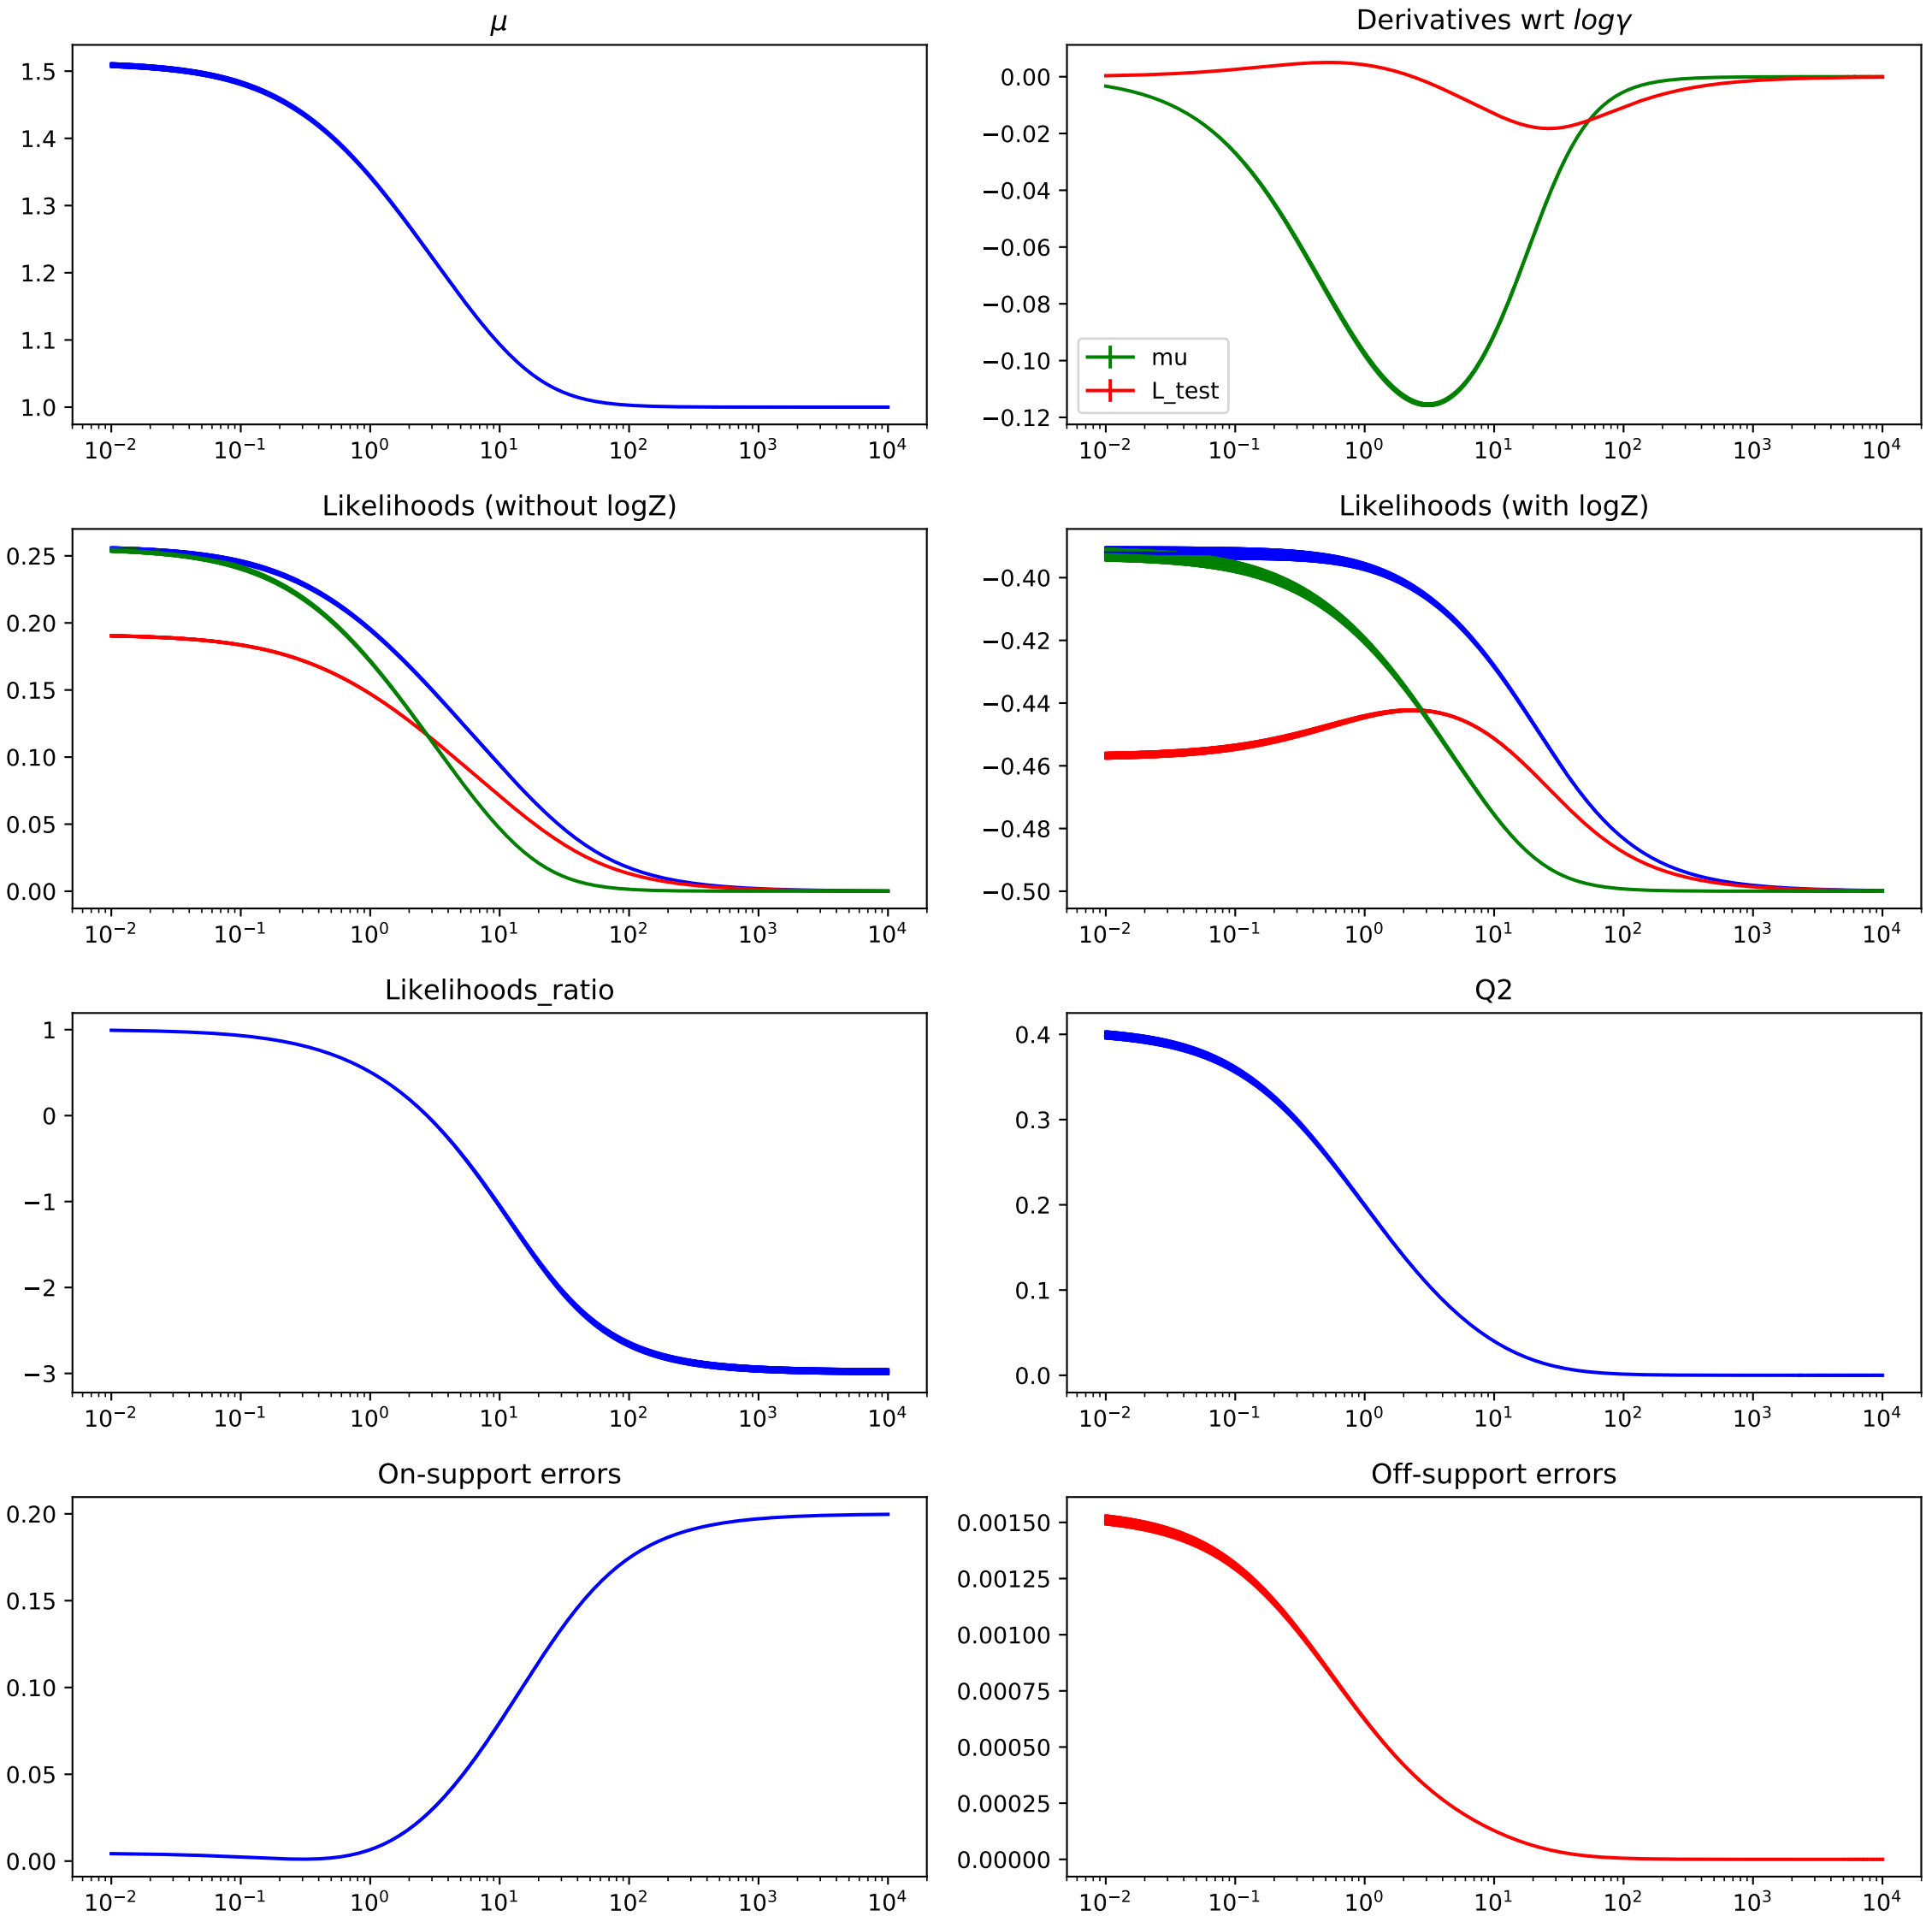 μ
1.5
1.4
1.3
1.2
1.1
1.0
10⁻² 10⁻¹ 10⁰ 10¹ 10² 10³ 10⁴
Derivatives wrt logγ
0.00
−0.02
−0.04
−0.06
−0.08
−0.10
−0.12
mu
L_test
10⁻² 10⁻¹ 10⁰ 10¹ 10² 10³ 10⁴
Likelihoods (without logZ)
0.25
0.20
0.15
0.10
0.05
0.00
10⁻² 10⁻¹ 10⁰ 10¹ 10² 10³ 10⁴
Likelihoods (with logZ)
−0.40
−0.42
−0.44
−0.46
−0.48
−0.50
10⁻² 10⁻¹ 10⁰ 10¹ 10² 10³ 10⁴
Likelihoods_ratio
1
0
−1
−2
−3
10⁻² 10⁻¹ 10⁰ 10¹ 10² 10³ 10⁴
Q2
0.4
0.3
0.2
0.1
0.0
10⁻² 10⁻¹ 10⁰ 10¹ 10² 10³ 10⁴
On-support errors
0.20
0.15
0.10
0.05
0.00
10⁻² 10⁻¹ 10⁰ 10¹ 10² 10³ 10⁴
Off-support errors
0.00150
0.00125
0.00100
0.00075
0.00050
0.00025
0.00000
10⁻² 10⁻¹ 10⁰ 10¹ 10² 10³ 10⁴